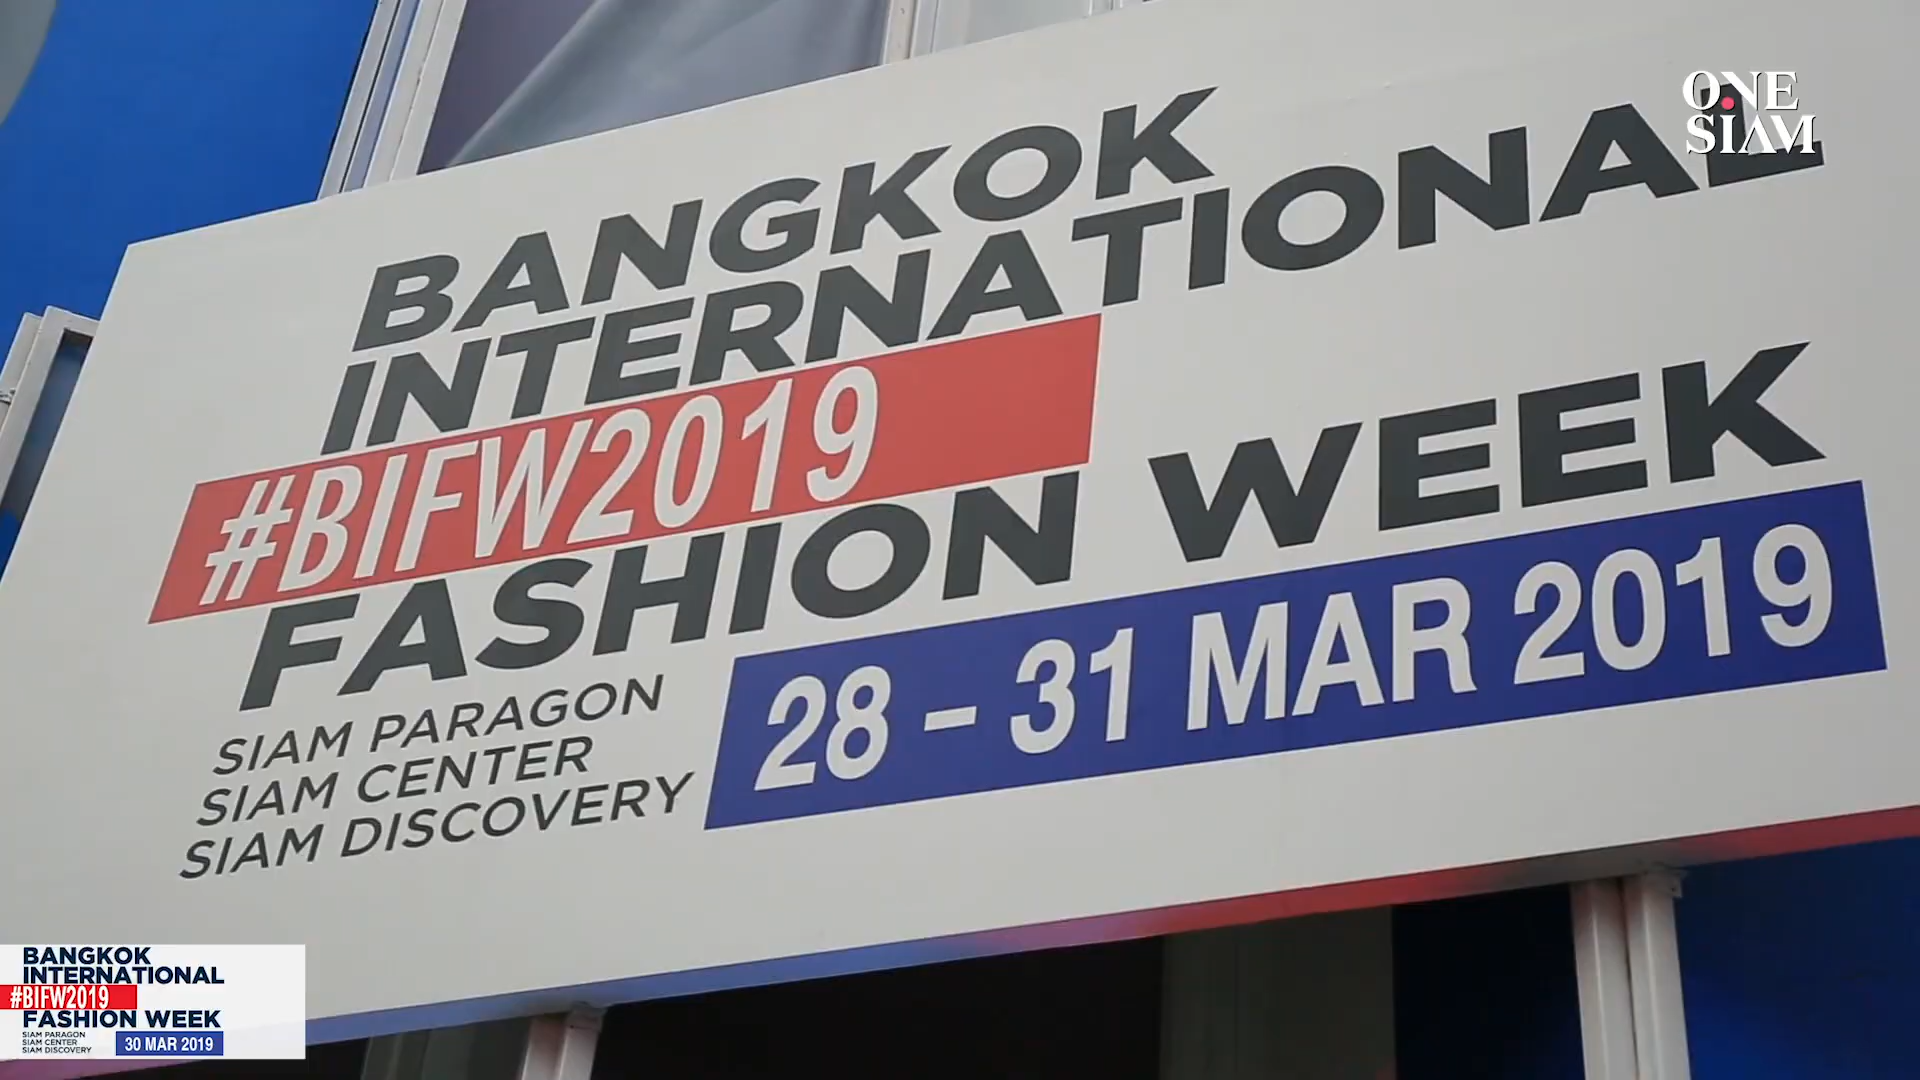 ONE
SIAM
BANGKOK
INTERNATIONAL
#BIFW2019
FASHION WEEK
SIAM PARAGON
SIAM CENTER
SIAM DISCOVERY
28 - 31 MAR 2019
BANGKOK
INTERNATIONAL
#BIFW2019
FASHION WEEK
SIAM PARAGON
SIAM CENTER
SIAM DISCOVERY
30 MAR 2019